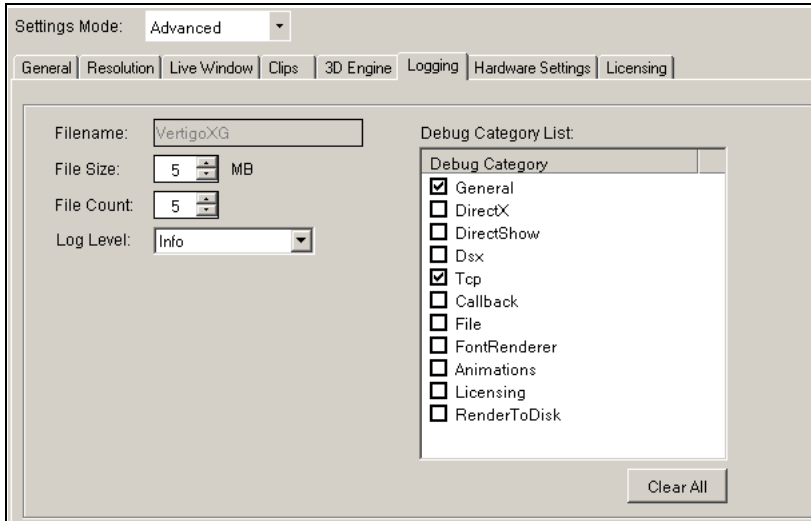 Settings Mode: Advanced
General Resolution Live Window Clips 3D Engine Logging Hardware Settings Licensing
Filename: VertigoXG
File Size: 5 MB
File Count: 5
Log Level: Info
Debug Category List:
Debug Category
General
DirectX
DirectShow
Dsx
Tcp
Callback
File
FontRenderer
Animations
Licensing
RenderToDisk
Clear All